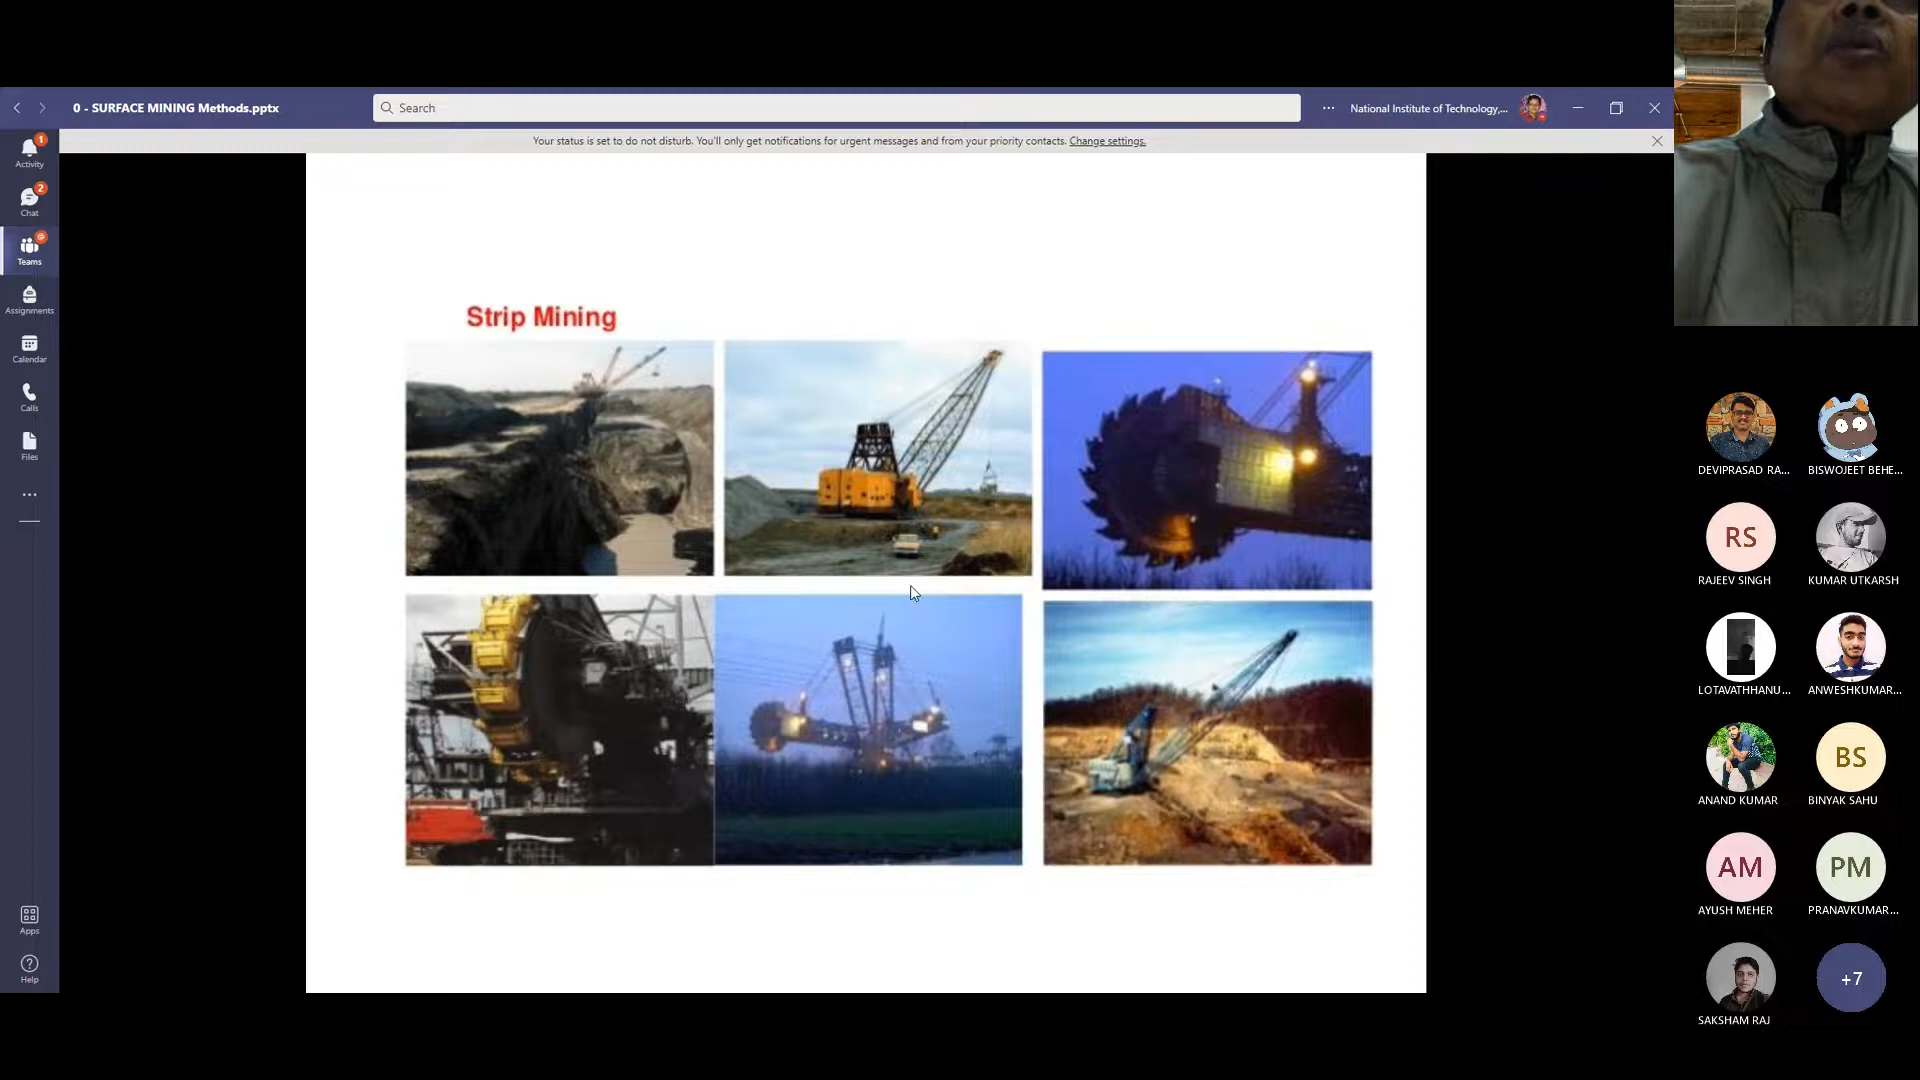 0 - SURFACE MINING Methods.pptx
Search
National Institute of Technology,...
Your status is set to do not disturb. You'll only get notifications for urgent messages and from your priority contacts. Change settings.
1
Activity
2
Chat
Teams
Assignments
Calendar
Calls
Files
Apps
Help
Strip Mining
DEVIPRASAD RA...
BISWOJEET BEHE...
RS
RAJEEV SINGH
KUMAR UTKARSH
LOTAVATHHANU...
ANWESHKUMAR...
ANAND KUMAR
BS
BINYAK SAHU
AM
AYUSH MEHER
PM
PRANAVKUMAR...
SAKSHAM RAJ
+7